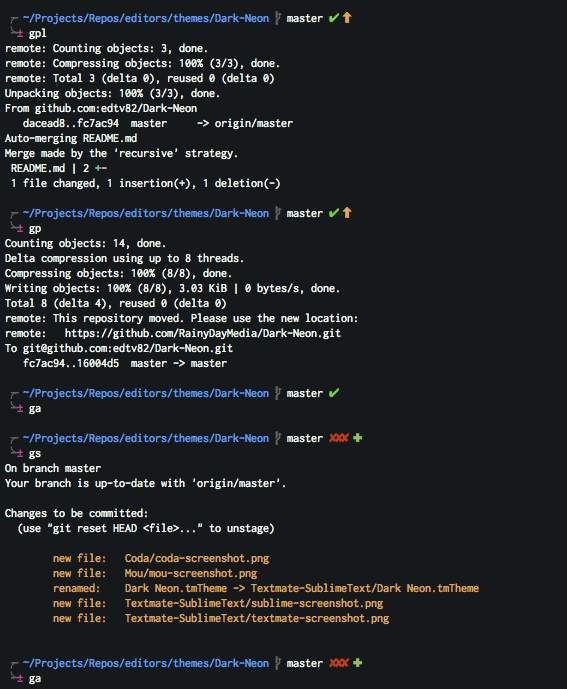 ~/Projects/Repos/editors/themes/Dark-Neon master ✔ ⬆
± gpl
remote: Counting objects: 3, done.
remote: Compressing objects: 100% (3/3), done.
remote: Total 3 (delta 0), reused 0 (delta 0)
Unpacking objects: 100% (3/3), done.
From github.com:edtv82/Dark-Neon
dacead8..fc7ac94 master -> origin/master
Auto-merging README.md
Merge made by the 'recursive' strategy.
README.md | 2 +-
1 file changed, 1 insertion(+), 1 deletion(-)
~/Projects/Repos/editors/themes/Dark-Neon master ✔ ⬆
± gp
Counting objects: 14, done.
Delta compression using up to 8 threads.
Compressing objects: 100% (8/8), done.
Writing objects: 100% (8/8), 3.03 KiB | 0 bytes/s, done.
Total 8 (delta 4), reused 0 (delta 0)
remote: This repository moved. Please use the new location:
remote: https://github.com/RainyDayMedia/Dark-Neon.git
To git@github.com:edtv82/Dark-Neon.git
fc7ac94..16004d5 master -> master
~/Projects/Repos/editors/themes/Dark-Neon master ✔
± ga
~/Projects/Repos/editors/themes/Dark-Neon master ✘✘✘ ✚
± gs
On branch master
Your branch is up-to-date with 'origin/master'.
Changes to be committed:
(use "git reset HEAD <file>..." to unstage)
new file: Coda/coda-screenshot.png
new file: Mou/mou-screenshot.png
renamed: Dark Neon.tmTheme -> Textmate-SublimeText/Dark Neon.tmTheme
new file: Textmate-SublimeText/sublime-screenshot.png
new file: Textmate-SublimeText/textmate-screenshot.png
~/Projects/Repos/editors/themes/Dark-Neon master ✘✘✘ ✚
± ga